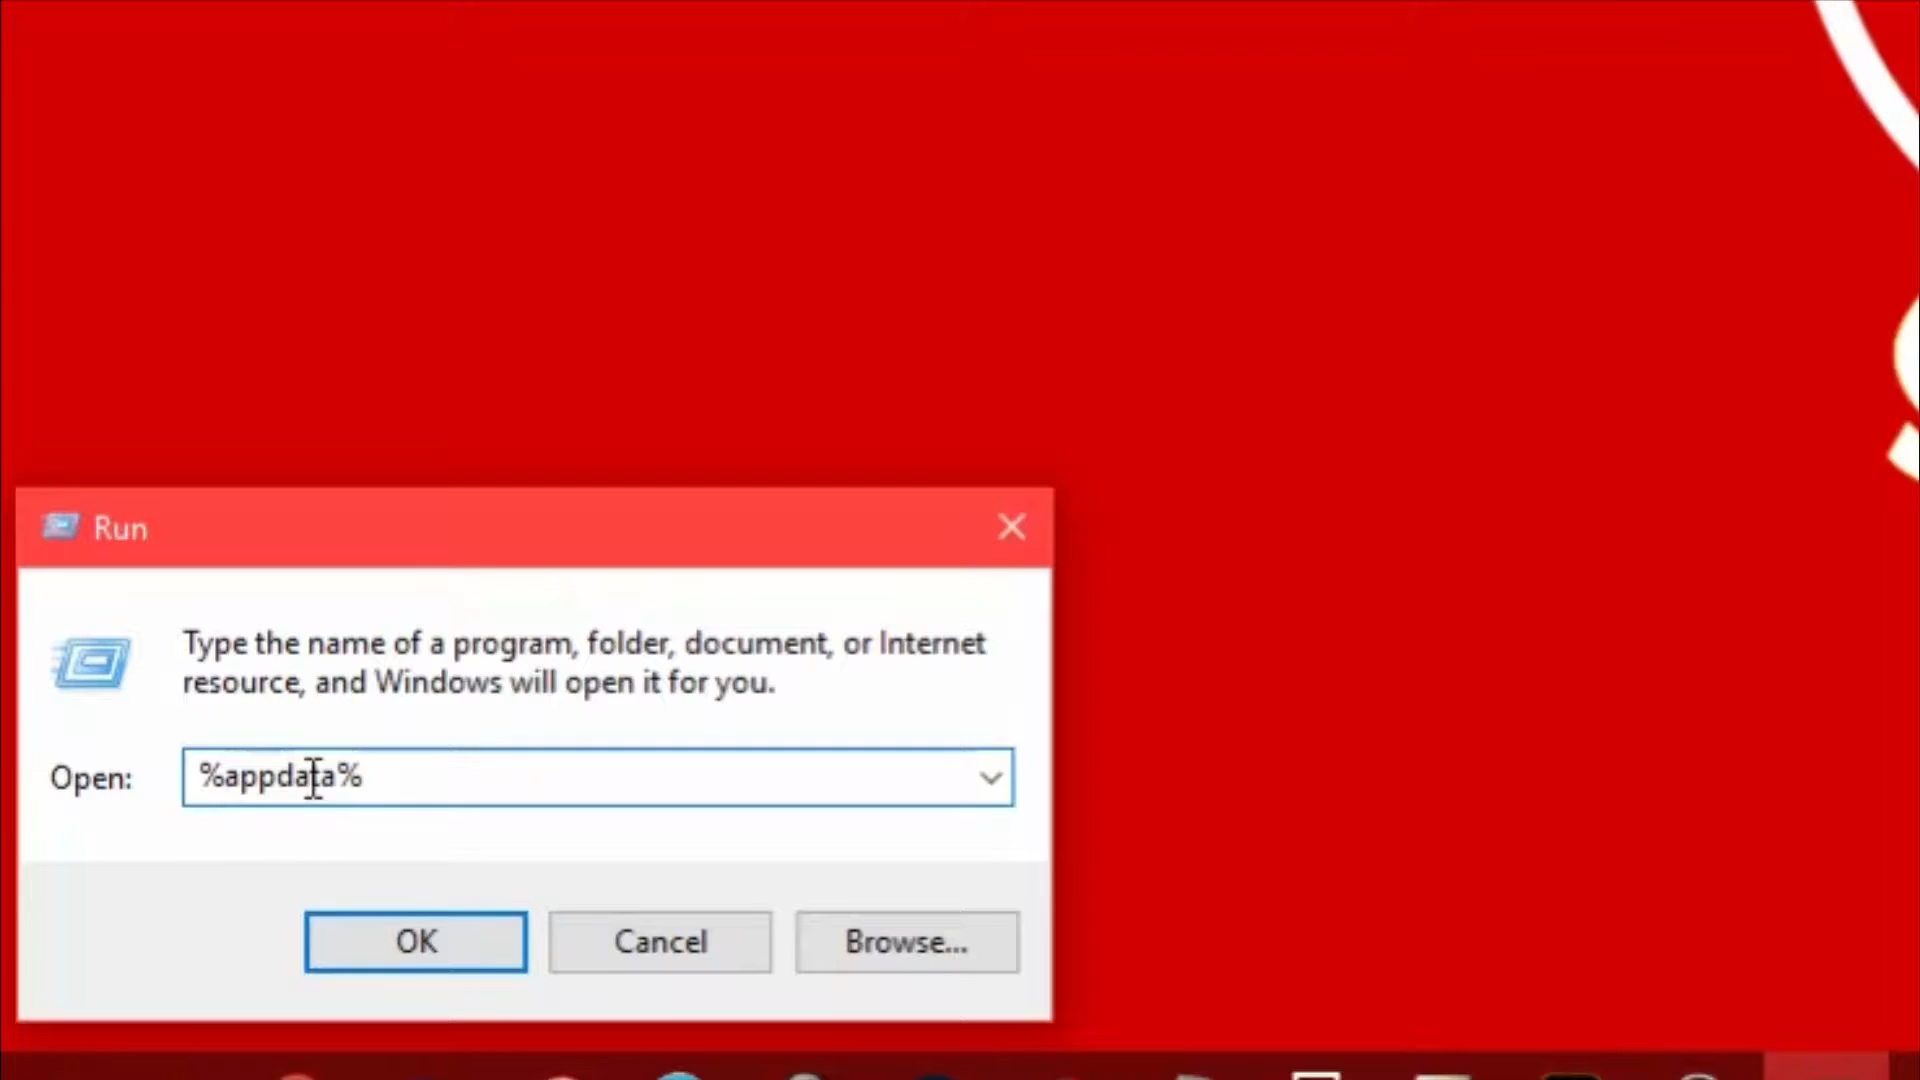 Run
Type the name of a program, folder, document, or Internet
resource, and Windows will open it for you.
Open: %appdata%
OK Cancel Browse...